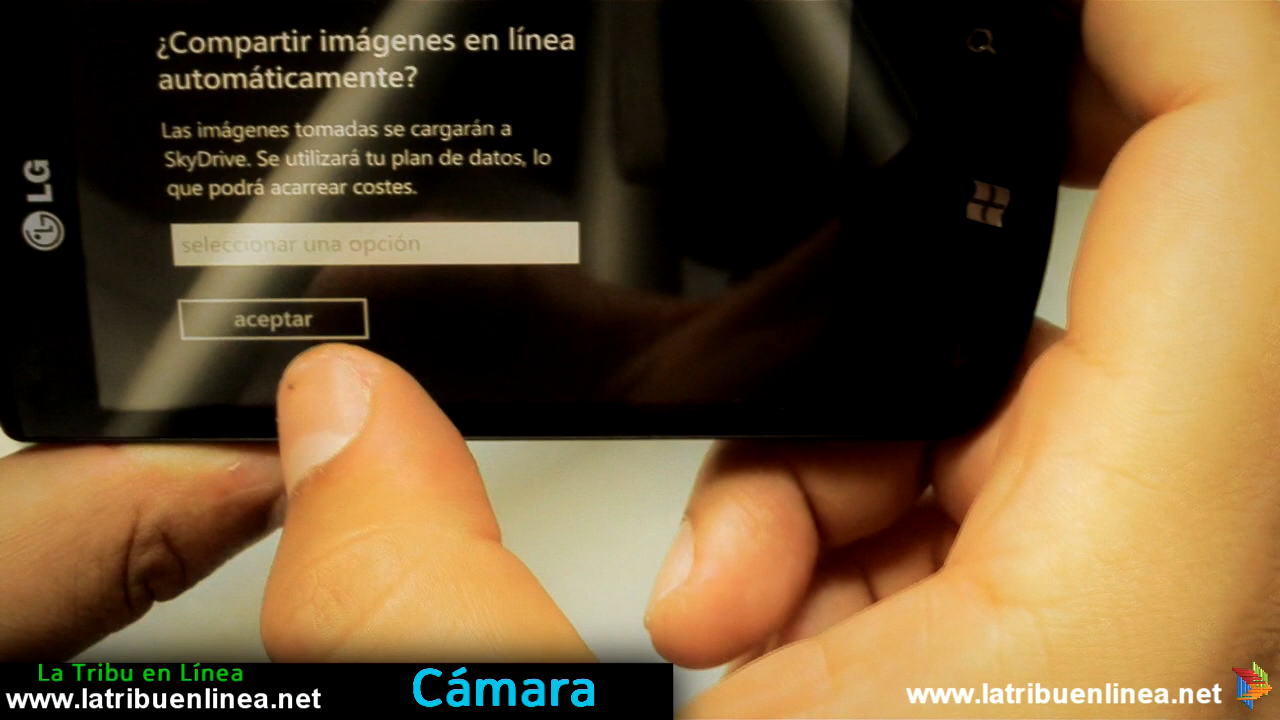 ¿Compartir imágenes en línea
automáticamente?
Las imágenes tomadas se cargarán a
SkyDrive. Se utilizará tu plan de datos, lo
que podrá acarrear costes.
seleccionar una opción
aceptar
LG
La Tribu en Línea
www.latribuenlinea.net
Cámara
www.latribuenlinea.net